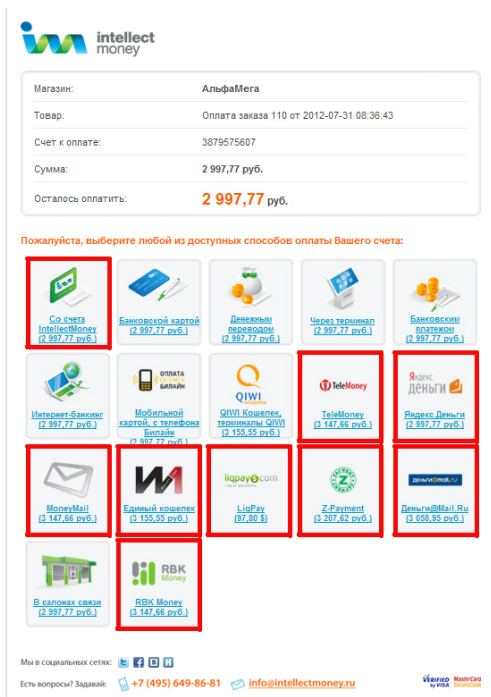 intellect
money
Магазин: АльфаМега
Товар: Оплата заказа 110 от 2012-07-31 08:36:43
Счет к оплате: 3879575607
Сумма: 2 997,77 руб.
Осталось оплатить: 2 997,77 руб.
Пожалуйста, выберите любой из доступных способов оплаты Вашего счета:
Со счета
IntellectMoney
(2 997,77 руб.)
Банковской картой
(2 997,77 руб.)
Денежным
переводом
(2 997,77 руб.)
Через терминал
(2 997,77 руб.)
Банковским
платежом
(2 997,77 руб.)
Интернет-банкинг
(2 997,77 руб.)
ОПЛАТА
СО СЧЕТА
БИЛАЙН
Мобильной
картой, с телефона
Билайн
(2 997,77 руб.)
QIWI
QIWI Кошелек,
терминалы QIWI
(3 155,55 руб.)
TeleMoney
TeleMoney
(3 147,66 руб.)
Яндекс
деньги
Яндекс.Деньги
(2 997,77 руб.)
MoneyMail
(3 147,66 руб.)
W1
Единый кошелек
(3 155,55 руб.)
liqpay.com
LiqPay
(97,80 $)
Z
Z-Payment
(3 207,62 руб.)
деньги@mail.ru
Деньги@Mail.Ru
(3 058,95 руб.)
В салонах связи
(2 997,77 руб.)
RBK
Money
RBK Money
(3 147,66 руб.)
Мы в социальных сетях:
Есть вопросы? Задавай: +7 (495) 649-86-81 info@intellectmoney.ru
VERIFIED
by VISA
MasterCard
SecureCode